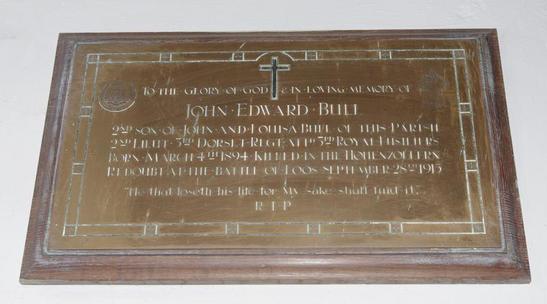 TO THE GLORY OF GOD & IN LOVING MEMORY OF
JOHN · EDWARD · BULL
2ND SON OF JOHN AND LOUISA BULL OF THIS PARISH
2ND LIEUT · 3RD DORSET REGT, ATTD 3RD ROYAL FUSILIERS
BORN MARCH 4TH 1894 KILLED IN THE HOHENZOLLERN
REDOUBT AT THE BATTLE OF LOOS SEPTEMBER 28TH 1915
"He that loseth his life for My sake shall find it".
R·I·P